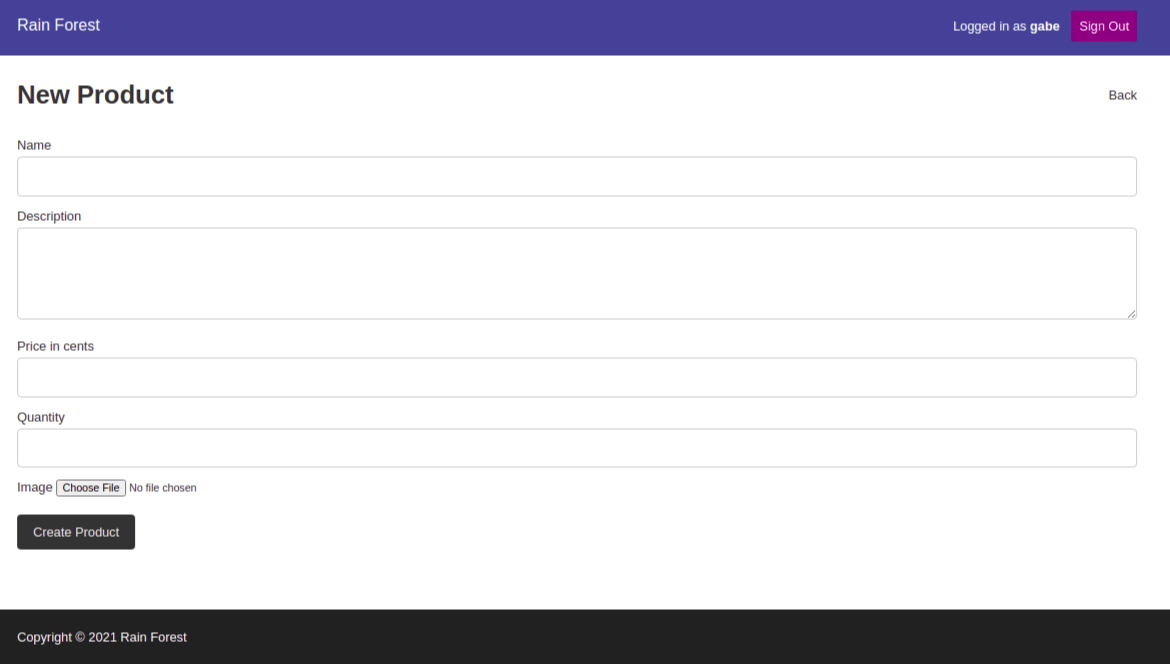 Rain Forest
Logged in as gabe
Sign Out
New Product
Back
Name
Description
Price in cents
Quantity
Image Choose File No file chosen
Create Product
Copyright © 2021 Rain Forest